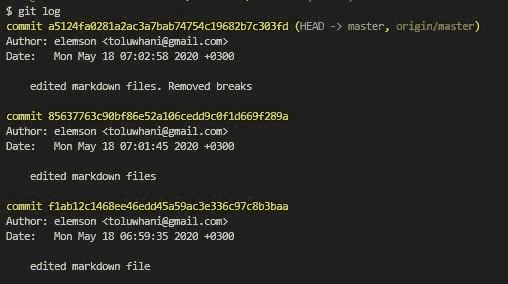 $ git log
commit a5124fa0281a2ac3a7bab74754c19682b7c303fd (HEAD -> master, origin/master)
Author: elemson <toluwhani@gmail.com>
Date:   Mon May 18 07:02:58 2020 +0300
edited markdown files. Removed breaks
commit 85637763c90bf86e52a106cedd9c0f1d669f289a
Author: elemson <toluwhani@gmail.com>
Date:   Mon May 18 07:01:45 2020 +0300
edited markdown files
commit f1ab12c1468ee46edd45a59ac3e336c97c8b3baa
Author: elemson <toluwhani@gmail.com>
Date:   Mon May 18 06:59:35 2020 +0300
edited markdown file